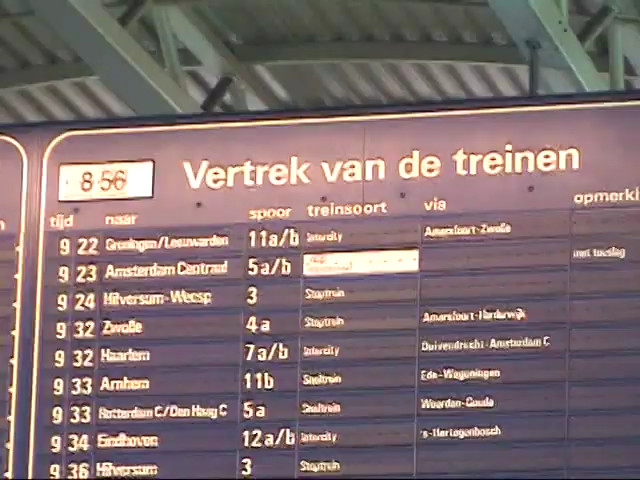 Vertrek van de treinen
8 56
tijd naar spoor treinsoort via opmerki
9 22 Groningen/Leeuwarden 11a/b Intercity Amersfoort-Zwolle
9 23 Amsterdam Centraal 5a/b met toeslag
9 24 Hilversum-Weesp 3 Stoptrein
9 32 Zwolle 4a Stoptrein Amersfoort-Harderwijk
9 32 Haarlem 7a/b Intercity Duivendrecht-Amsterdam C
9 33 Arnhem 11b Sneltrein Ede-Wageningen
9 33 Rotterdam C/Den Haag C 5a Sneltrein Woerden-Gouda
9 34 Eindhoven 12a/b Intercity 's-Hertogenbosch
9 36 Hilversum 3 Stoptrein